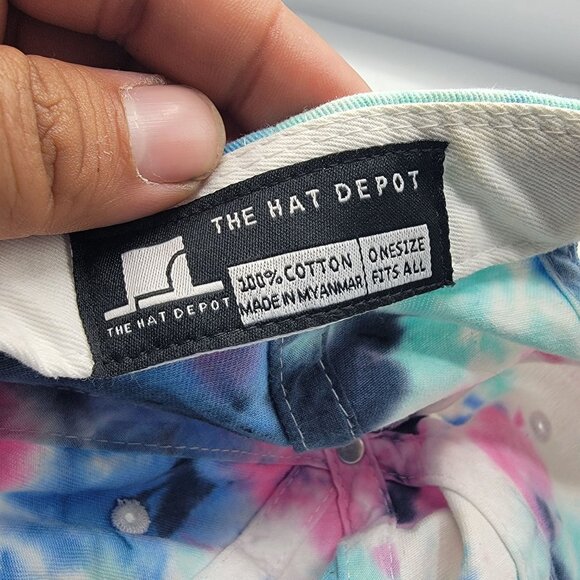 THE HAT DEPOT
100% COTTON
MADE IN MYANMAR
ONESIZE
FITS ALL
THE HAT DEPOT